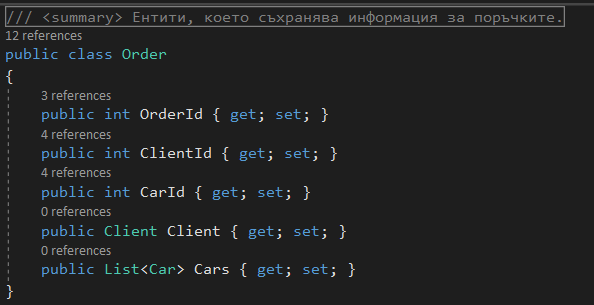 /// <summary> Ентити, което съхранява информация за поръчките.
12 references
public class Order
{
3 references
public int OrderId { get; set; }
4 references
public int ClientId { get; set; }
4 references
public int CarId { get; set; }
0 references
public Client Client { get; set; }
0 references
public List<Car> Cars { get; set; }
}